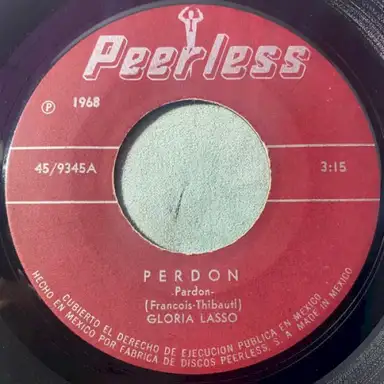 Peerless
℗ 1968
45/9345A
3:15
PERDON
-Pardon-
(Francois-Thibautl)
GLORIA LASSO
CUBIERTO EL DERECHO DE EJECUCION PUBLICA EN MEXICO
HECHO EN MEXICO POR FABRICA DE DISCOS PEERLESS, S. A. MADE IN MEXICO